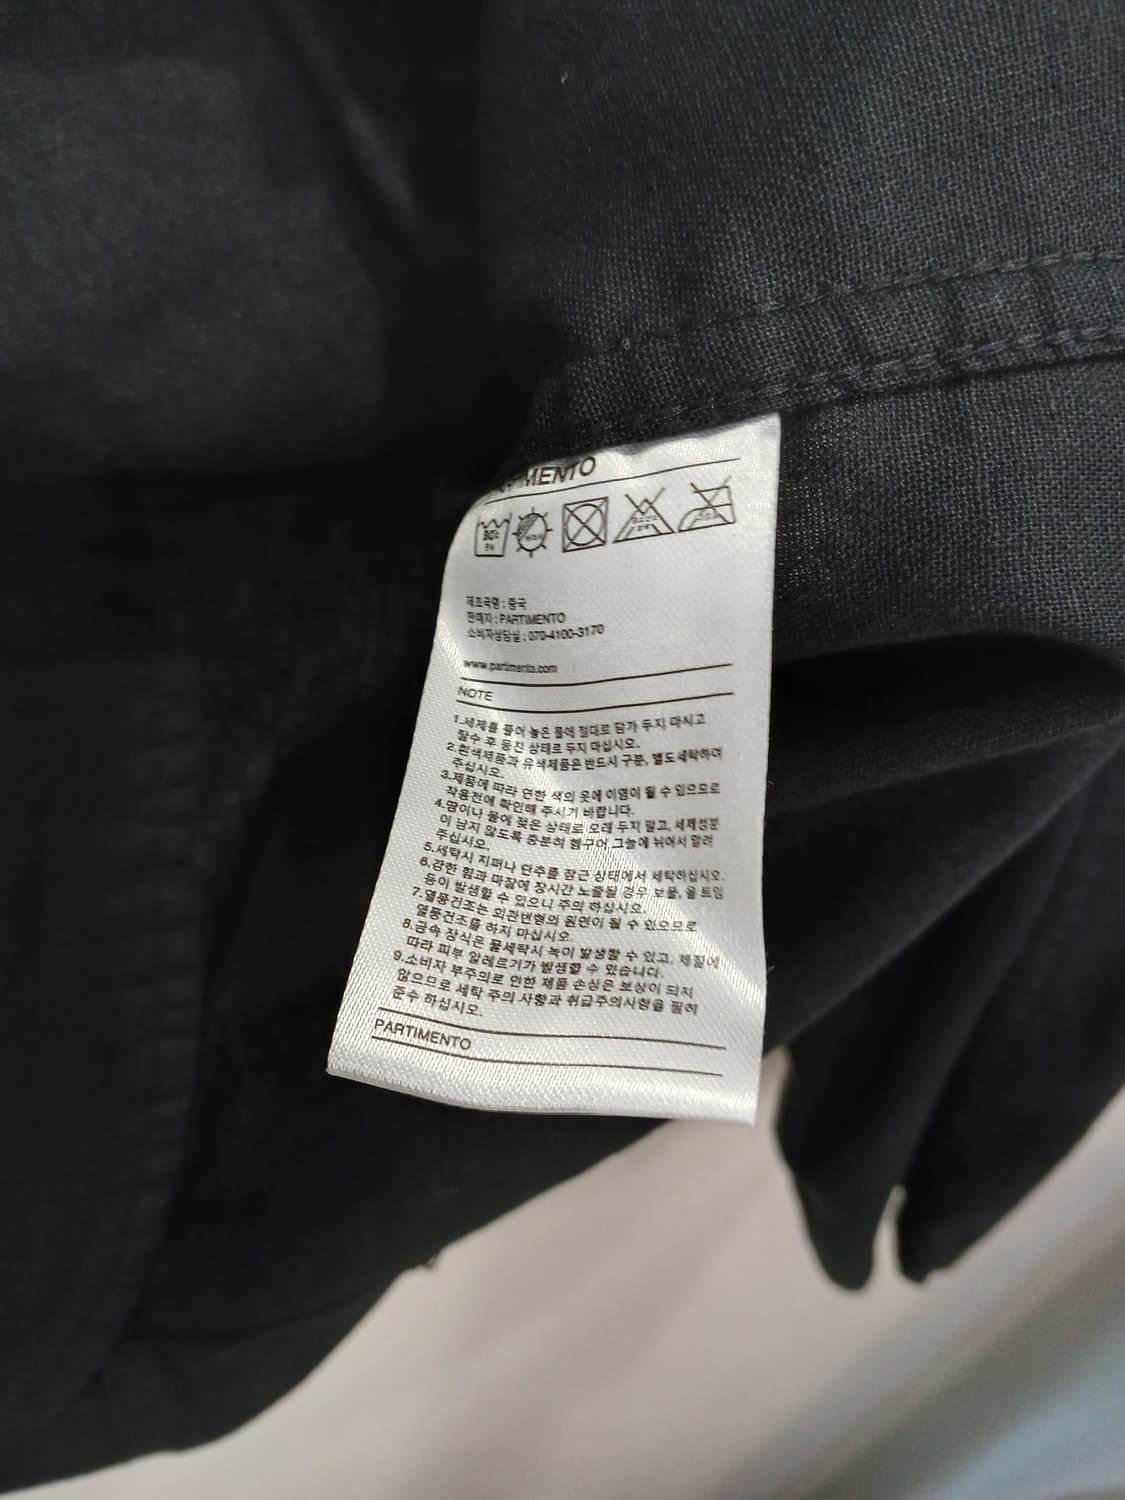 PARTIMENTO
30℃
중성
제조국명 : 중국
판매자 : PARTIMENTO
소비자상담실 : 070-4100-3170
www.partimento.com
NOTE
1.세제를 풀어 놓은 물에 절대로 담가 두지 마시고
탈수 후 뭉친 상태로 두지 마십시오.
2.흰색제품과 유색제품은 반드시 구분, 별도세탁하여
주십시오.
3.제품에 따라 연한 색의 옷에 이염이 될 수 있으므로
착용전에 확인해 주시기 바랍니다.
4.땀이나 물에 젖은 상태로 오래 두지 말고, 세제성분
이 남지 않도록 충분히 헹구어 그늘에 뉘어서 말려
주십시오.
5.세탁시 지퍼나 단추를 잠근 상태에서 세탁하십시오.
6.강한 힘과 마찰에 장시간 노출될 경우 보풀, 올 트임
등이 발생할 수 있으니 주의 하십시오.
7.열풍건조는 외관변형의 원인이 될 수 있으므로
열풍건조를 하지 마십시오.
8.금속 장식은 물세탁시 녹이 발생할 수 있고, 체질에
따라 피부 알레르기가 발생할 수 있습니다.
9.소비자 부주의로 인한 제품 손상은 보상이 되지
않으므로 세탁 주의 사항과 취급주의사항을 필히
준수 하십시오.
PARTIMENTO